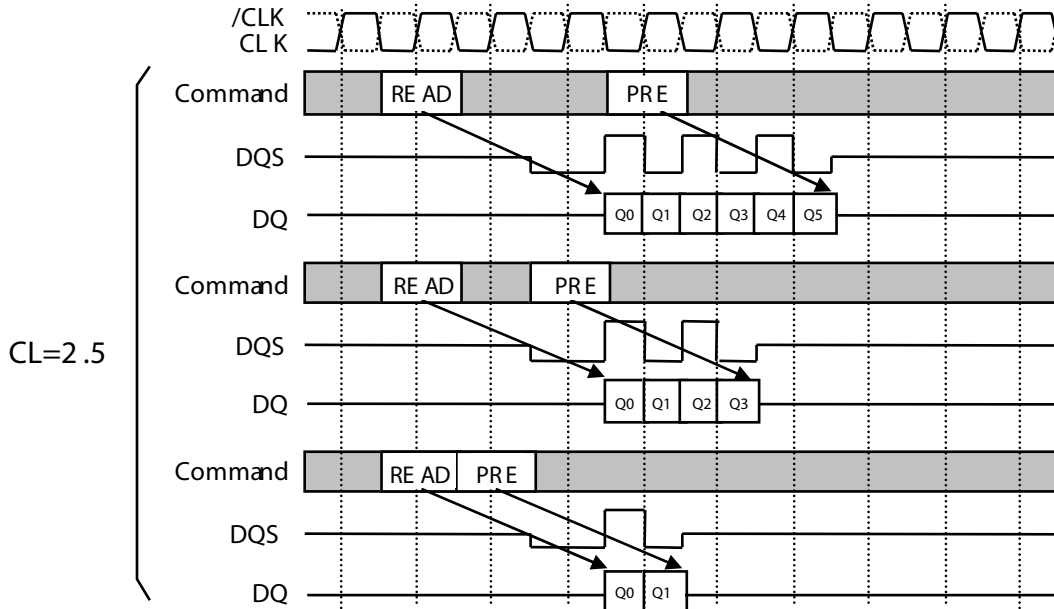 /CLK
CLK
Command READ PRE
DQS
DQ Q0 Q1 Q2 Q3 Q4 Q5
Command READ PRE
DQS
CL=2.5
DQ Q0 Q1 Q2 Q3
Command READ PRE
DQS
DQ Q0 Q1